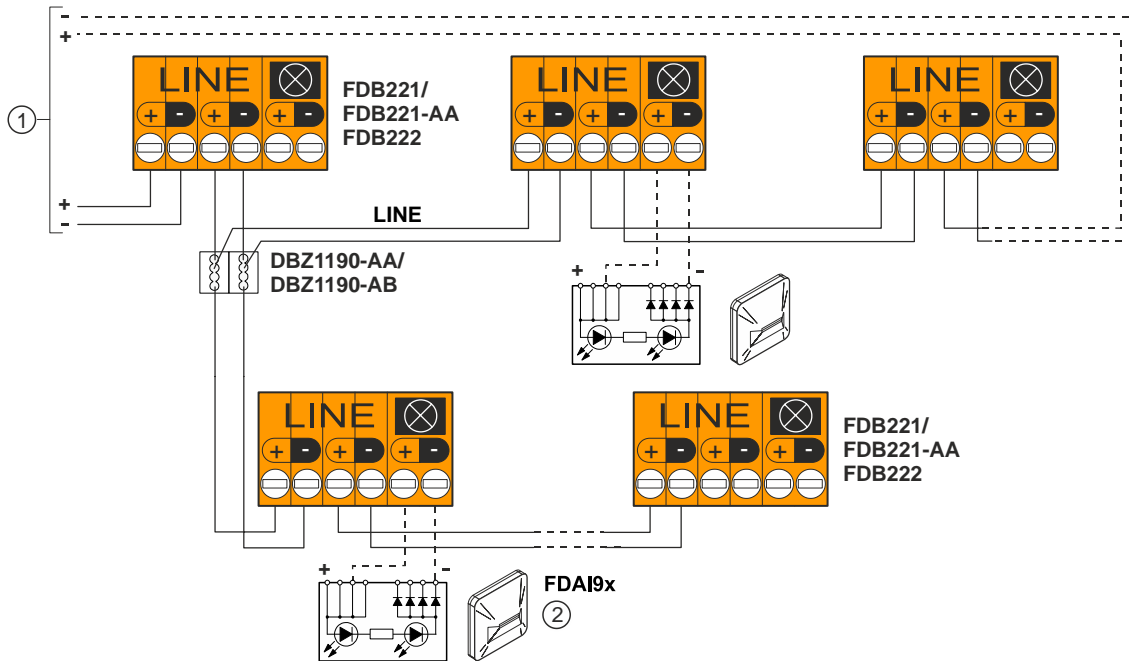 -
+
LINE
+ - + - + -
FDB221/
FDB221-AA
FDB222
LINE
+ - + - + -
LINE
+ - + - + -
1
+
-
LINE
DBZ1190-AA/
DBZ1190-AB
+ -
LINE
+ - + - + -
LINE
+ - + - + -
FDB221/
FDB221-AA
FDB222
+ -
FDAI9x
2